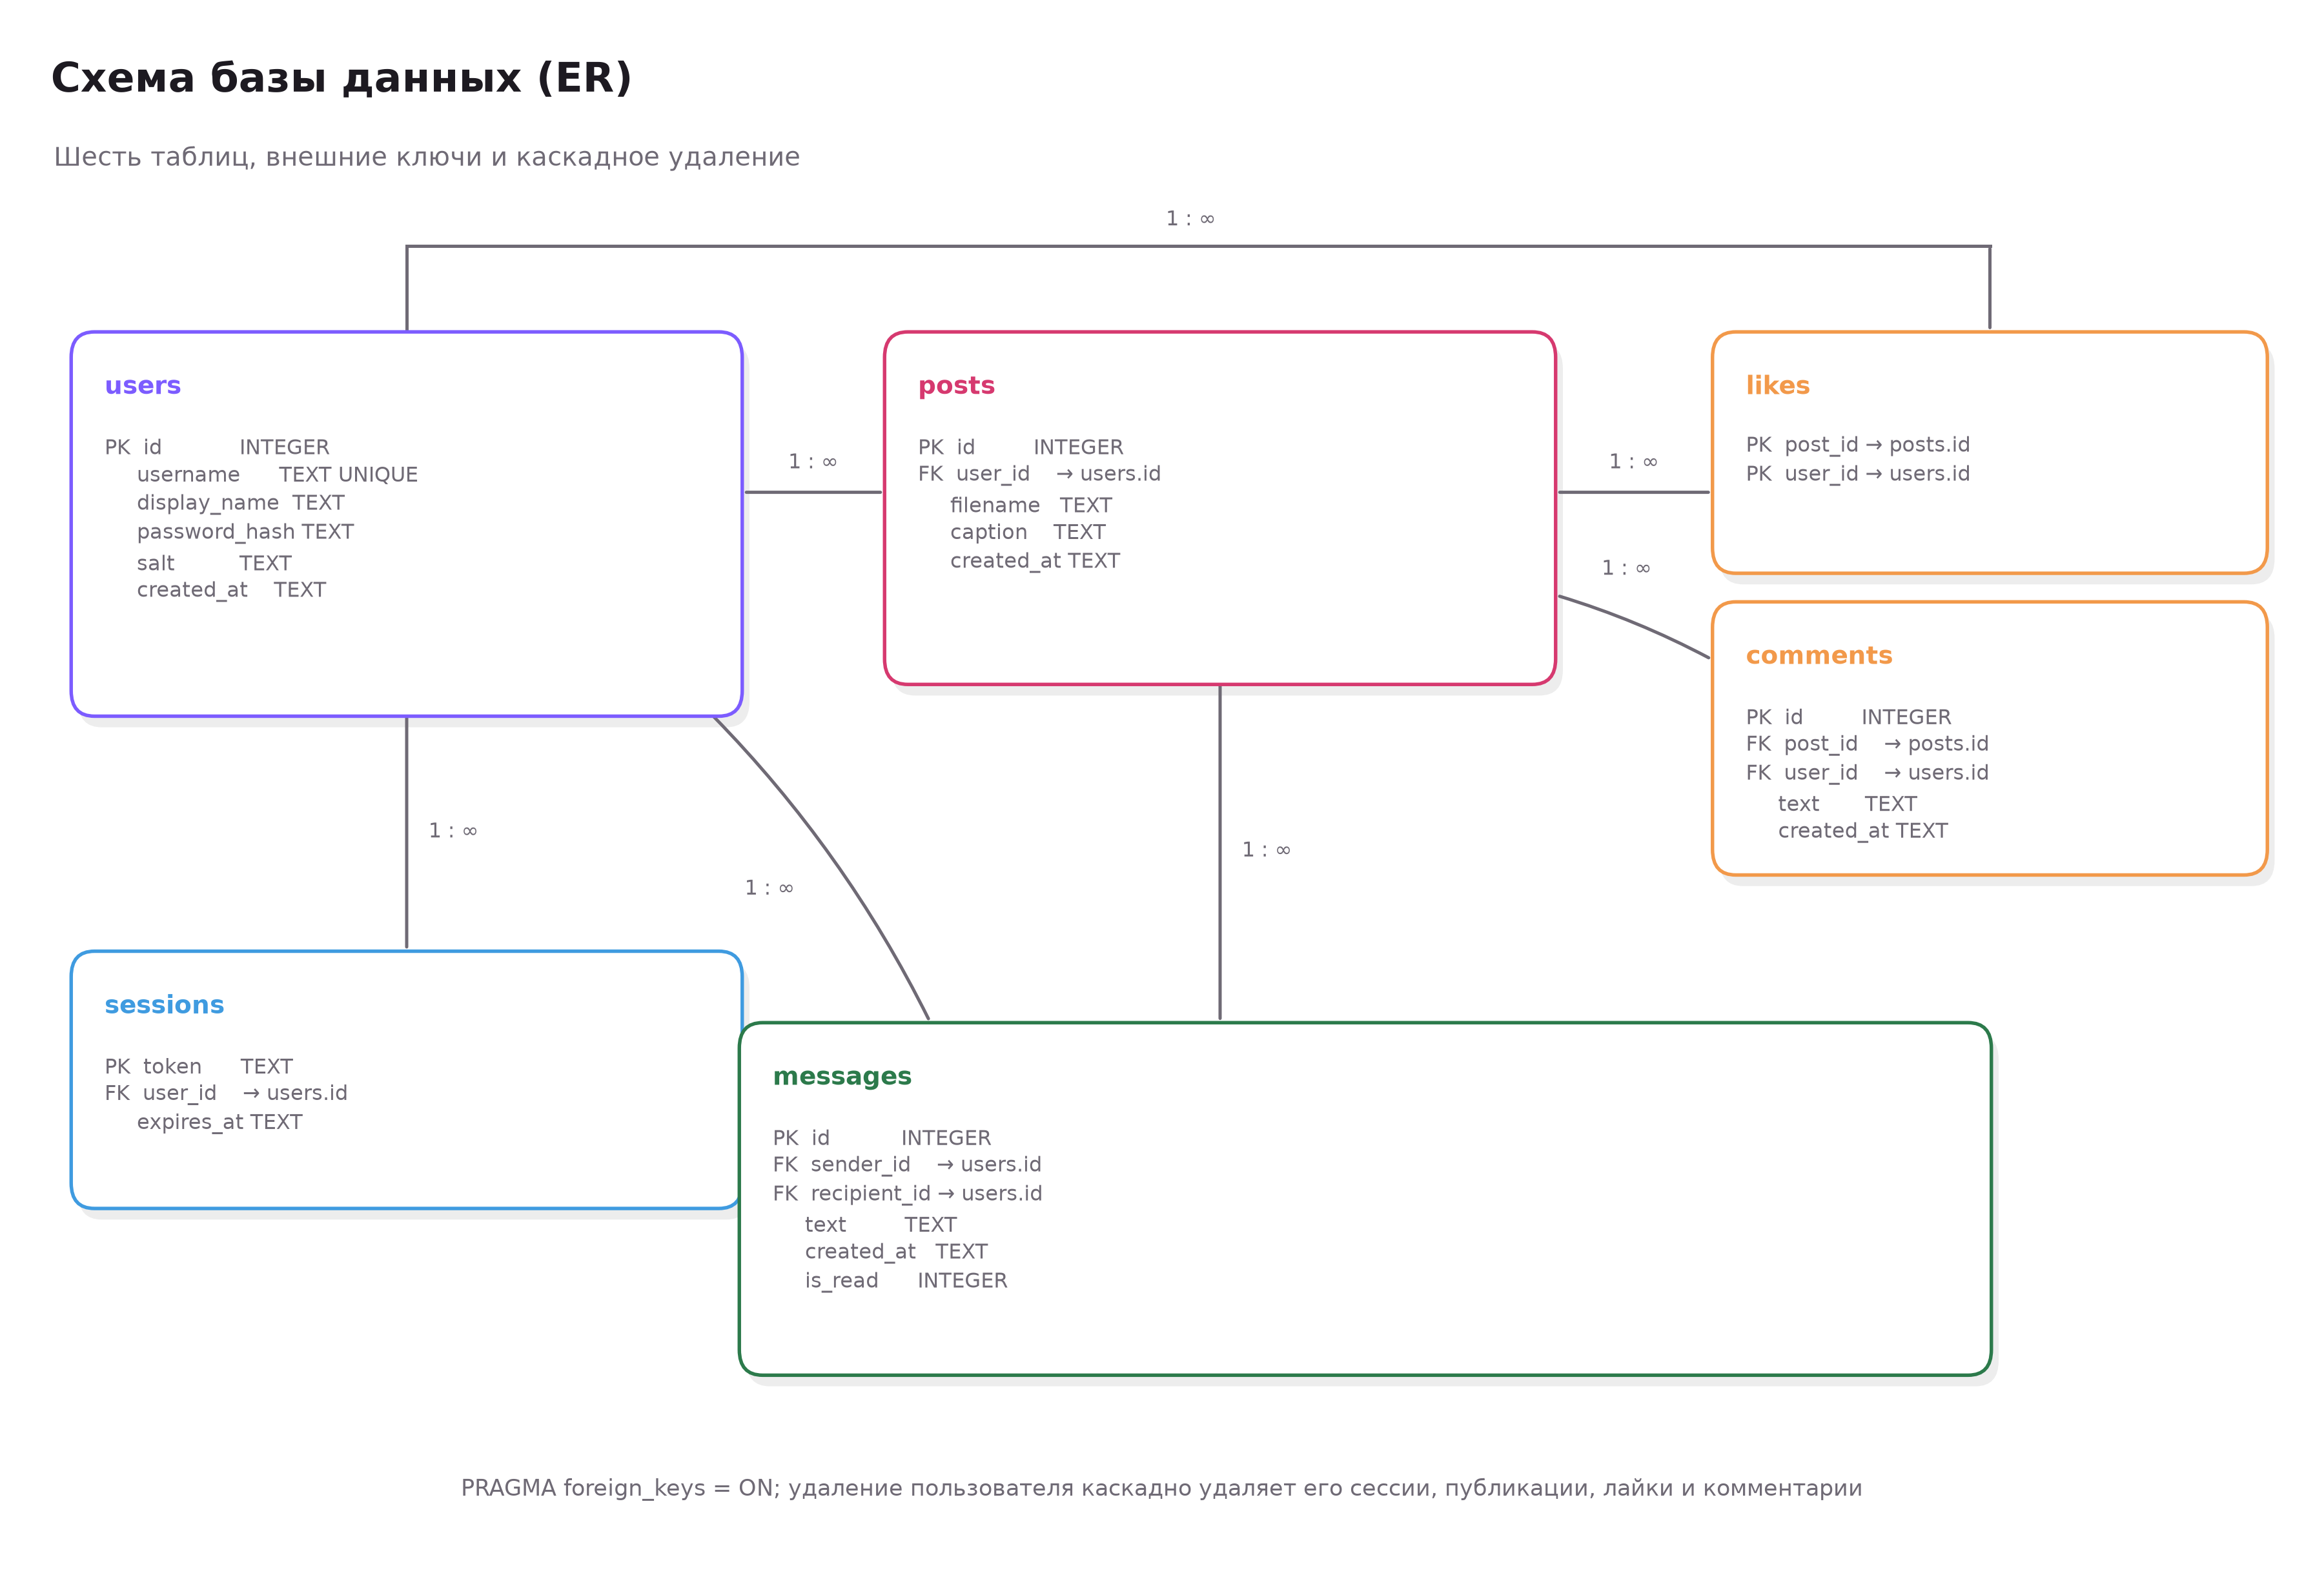 Схема базы данных (ER)
Шесть таблиц, внешние ключи и каскадное удаление
1 : ∞
users
PK id INTEGER
username TEXT UNIQUE
display_name TEXT
password_hash TEXT
salt TEXT
created_at TEXT
1 : ∞
posts
PK id INTEGER
FK user_id → users.id
filename TEXT
caption TEXT
created_at TEXT
1 : ∞
likes
PK post_id → posts.id
PK user_id → users.id
1 : ∞
comments
PK id INTEGER
FK post_id → posts.id
FK user_id → users.id
text TEXT
created_at TEXT
1 : ∞
1 : ∞
1 : ∞
sessions
PK token TEXT
FK user_id → users.id
expires_at TEXT
messages
PK id INTEGER
FK sender_id → users.id
FK recipient_id → users.id
text TEXT
created_at TEXT
is_read INTEGER
PRAGMA foreign_keys = ON; удаление пользователя каскадно удаляет его сессии, публикации, лайки и комментарии